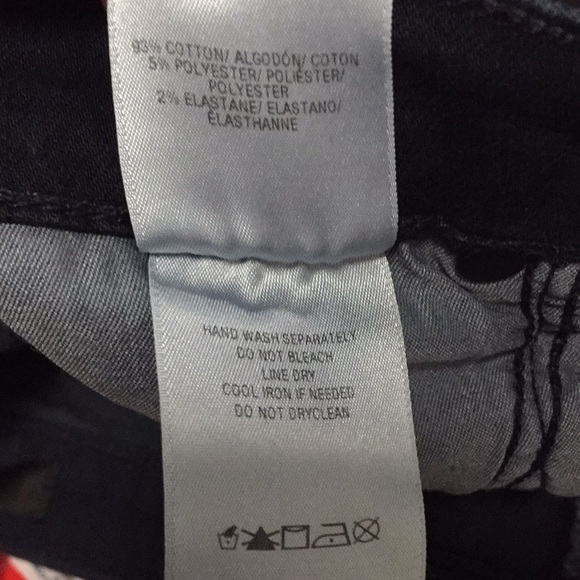 93% COTTON/ ALGODÓN/ COTON
5% POLYESTER/ POLIÉSTER/
POLYESTER
2% ELASTANE/ ELASTANO/
ÉLASTHANNE
HAND WASH SEPARATELY
DO NOT BLEACH
LINE DRY
COOL IRON IF NEEDED
DO NOT DRYCLEAN